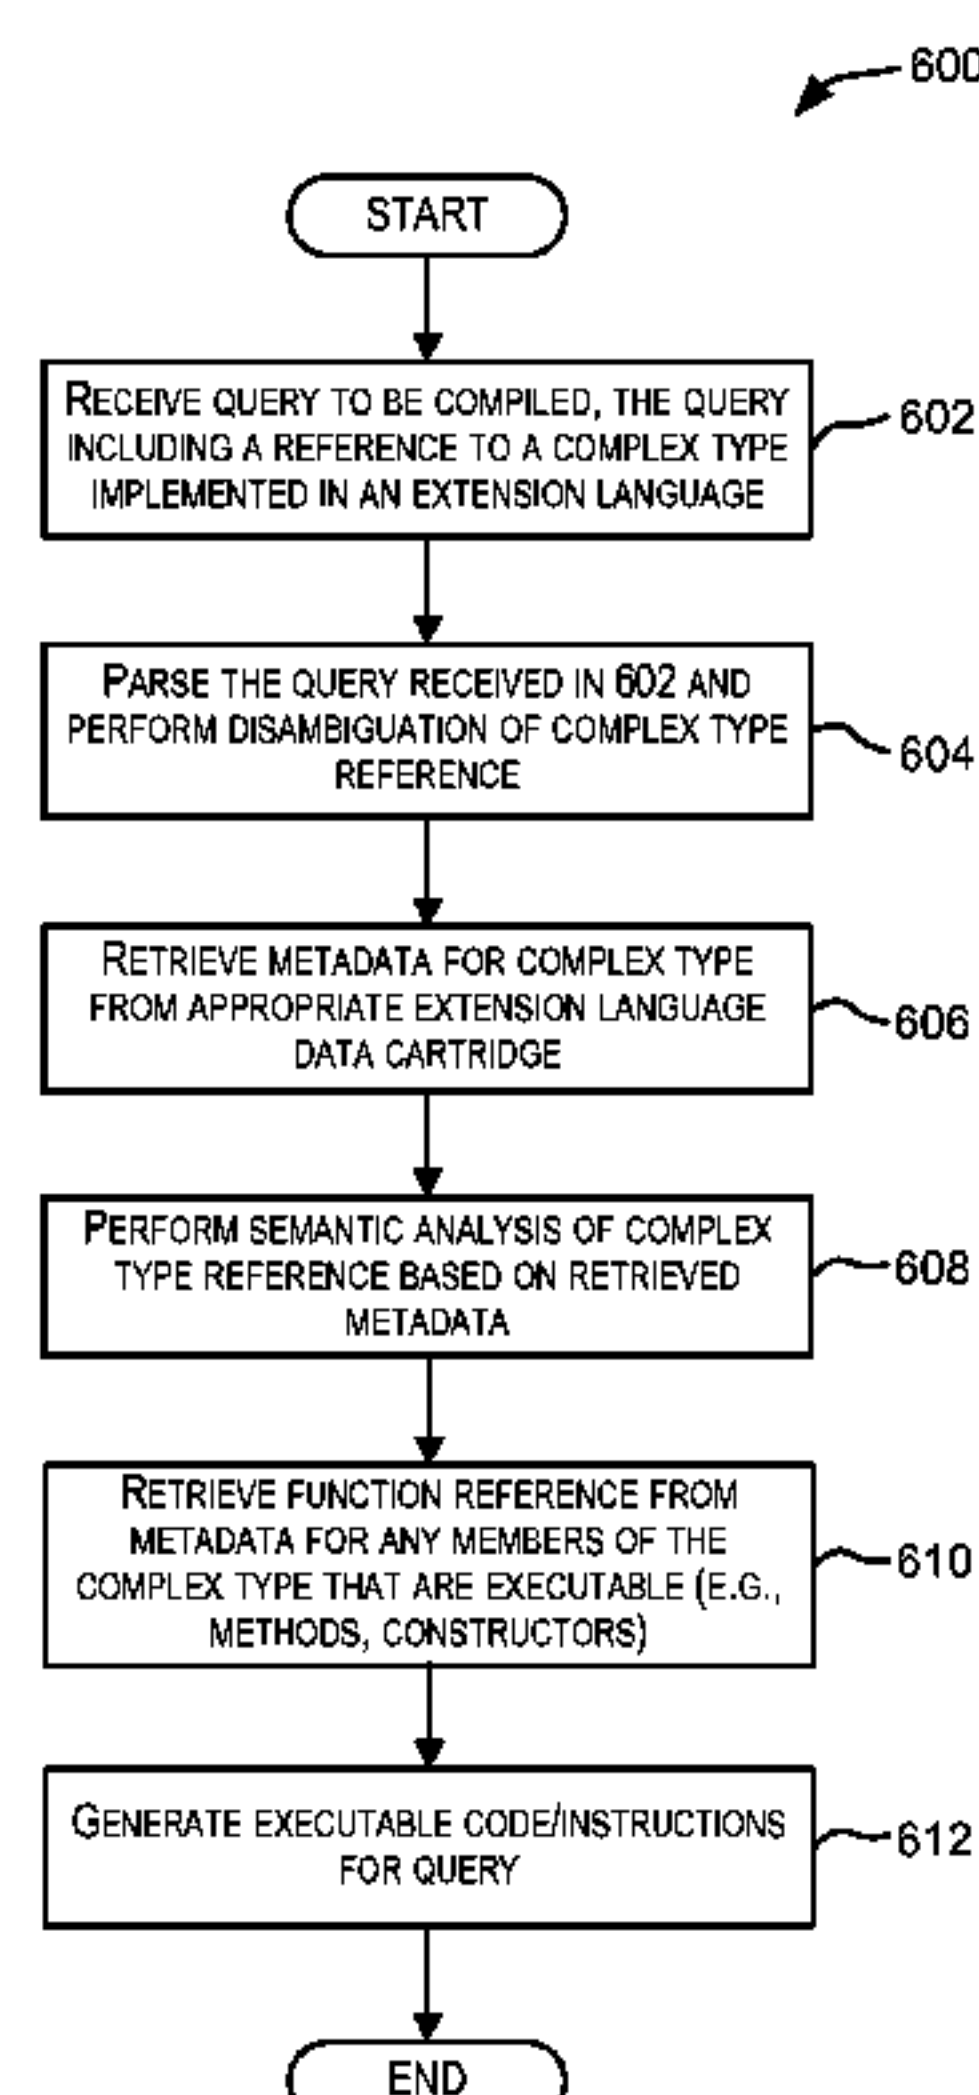 600
START
RECEIVE QUERY TO BE COMPILED, THE QUERY
INCLUDING A REFERENCE TO A COMPLEX TYPE
IMPLEMENTED IN AN EXTENSION LANGUAGE
602
PARSE THE QUERY RECEIVED IN 602 AND
PERFORM DISAMBIGUATION OF COMPLEX TYPE
REFERENCE
604
RETRIEVE METADATA FOR COMPLEX TYPE
FROM APPROPRIATE EXTENSION LANGUAGE
DATA CARTRIDGE
606
PERFORM SEMANTIC ANALYSIS OF COMPLEX
TYPE REFERENCE BASED ON RETRIEVED
METADATA
608
RETRIEVE FUNCTION REFERENCE FROM
METADATA FOR ANY MEMBERS OF THE
COMPLEX TYPE THAT ARE EXECUTABLE (E.G.,
METHODS, CONSTRUCTORS)
610
GENERATE EXECUTABLE CODE/INSTRUCTIONS
FOR QUERY
612
END